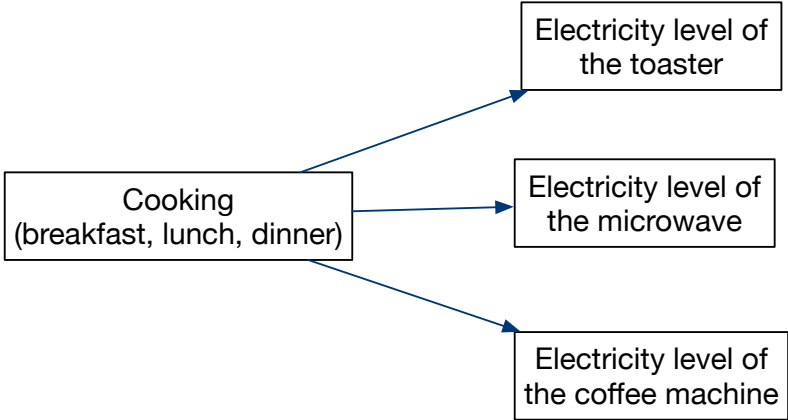 Electricity level of
the toaster
Cooking
(breakfast, lunch, dinner)
Electricity level of
the microwave
Electricity level of
the coffee machine